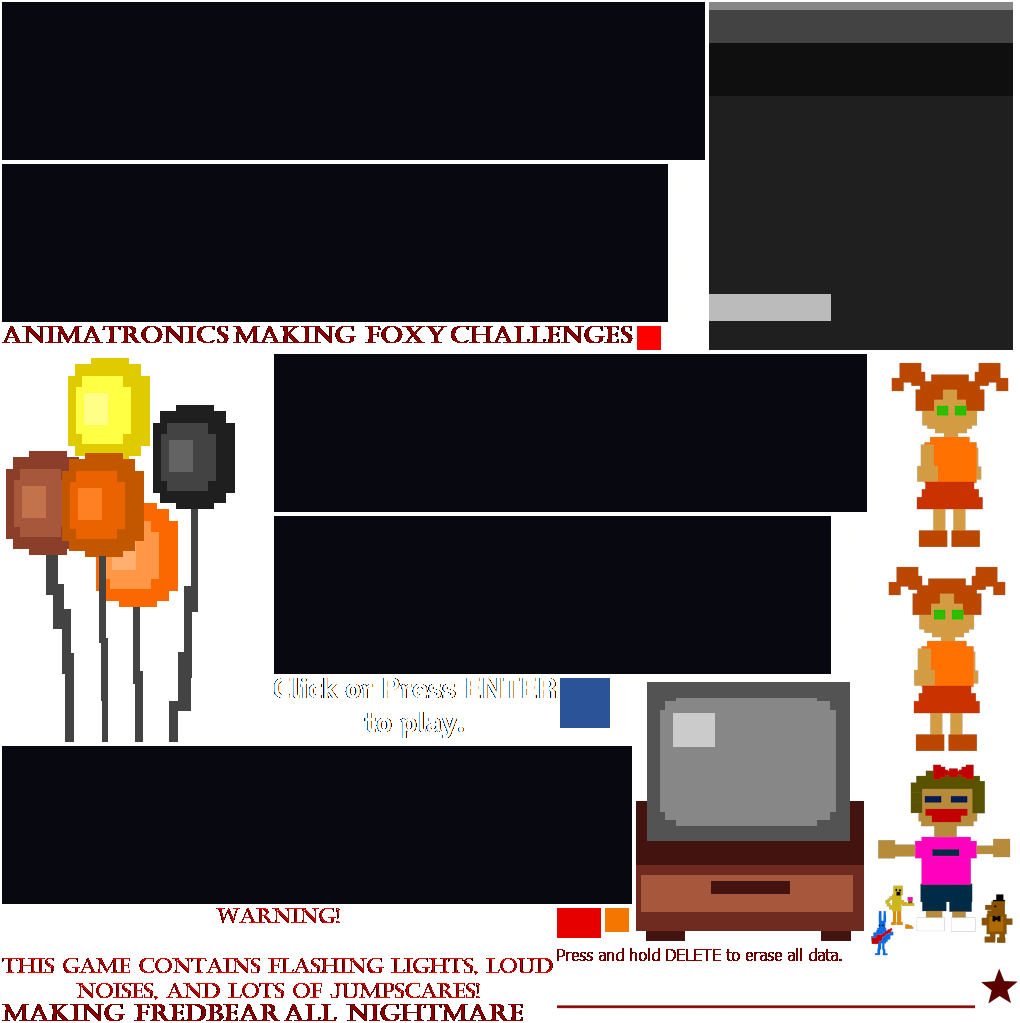 ANIMATRONICS MAKING FOXY CHALLENGES
Click or Press ENTER
to play.
WARNING!
THIS GAME CONTAINS FLASHING LIGHTS, LOUD
NOISES, AND LOTS OF JUMPSCARES!
MAKING FREDBEAR ALL NIGHTMARE
Press and hold DELETE to erase all data.